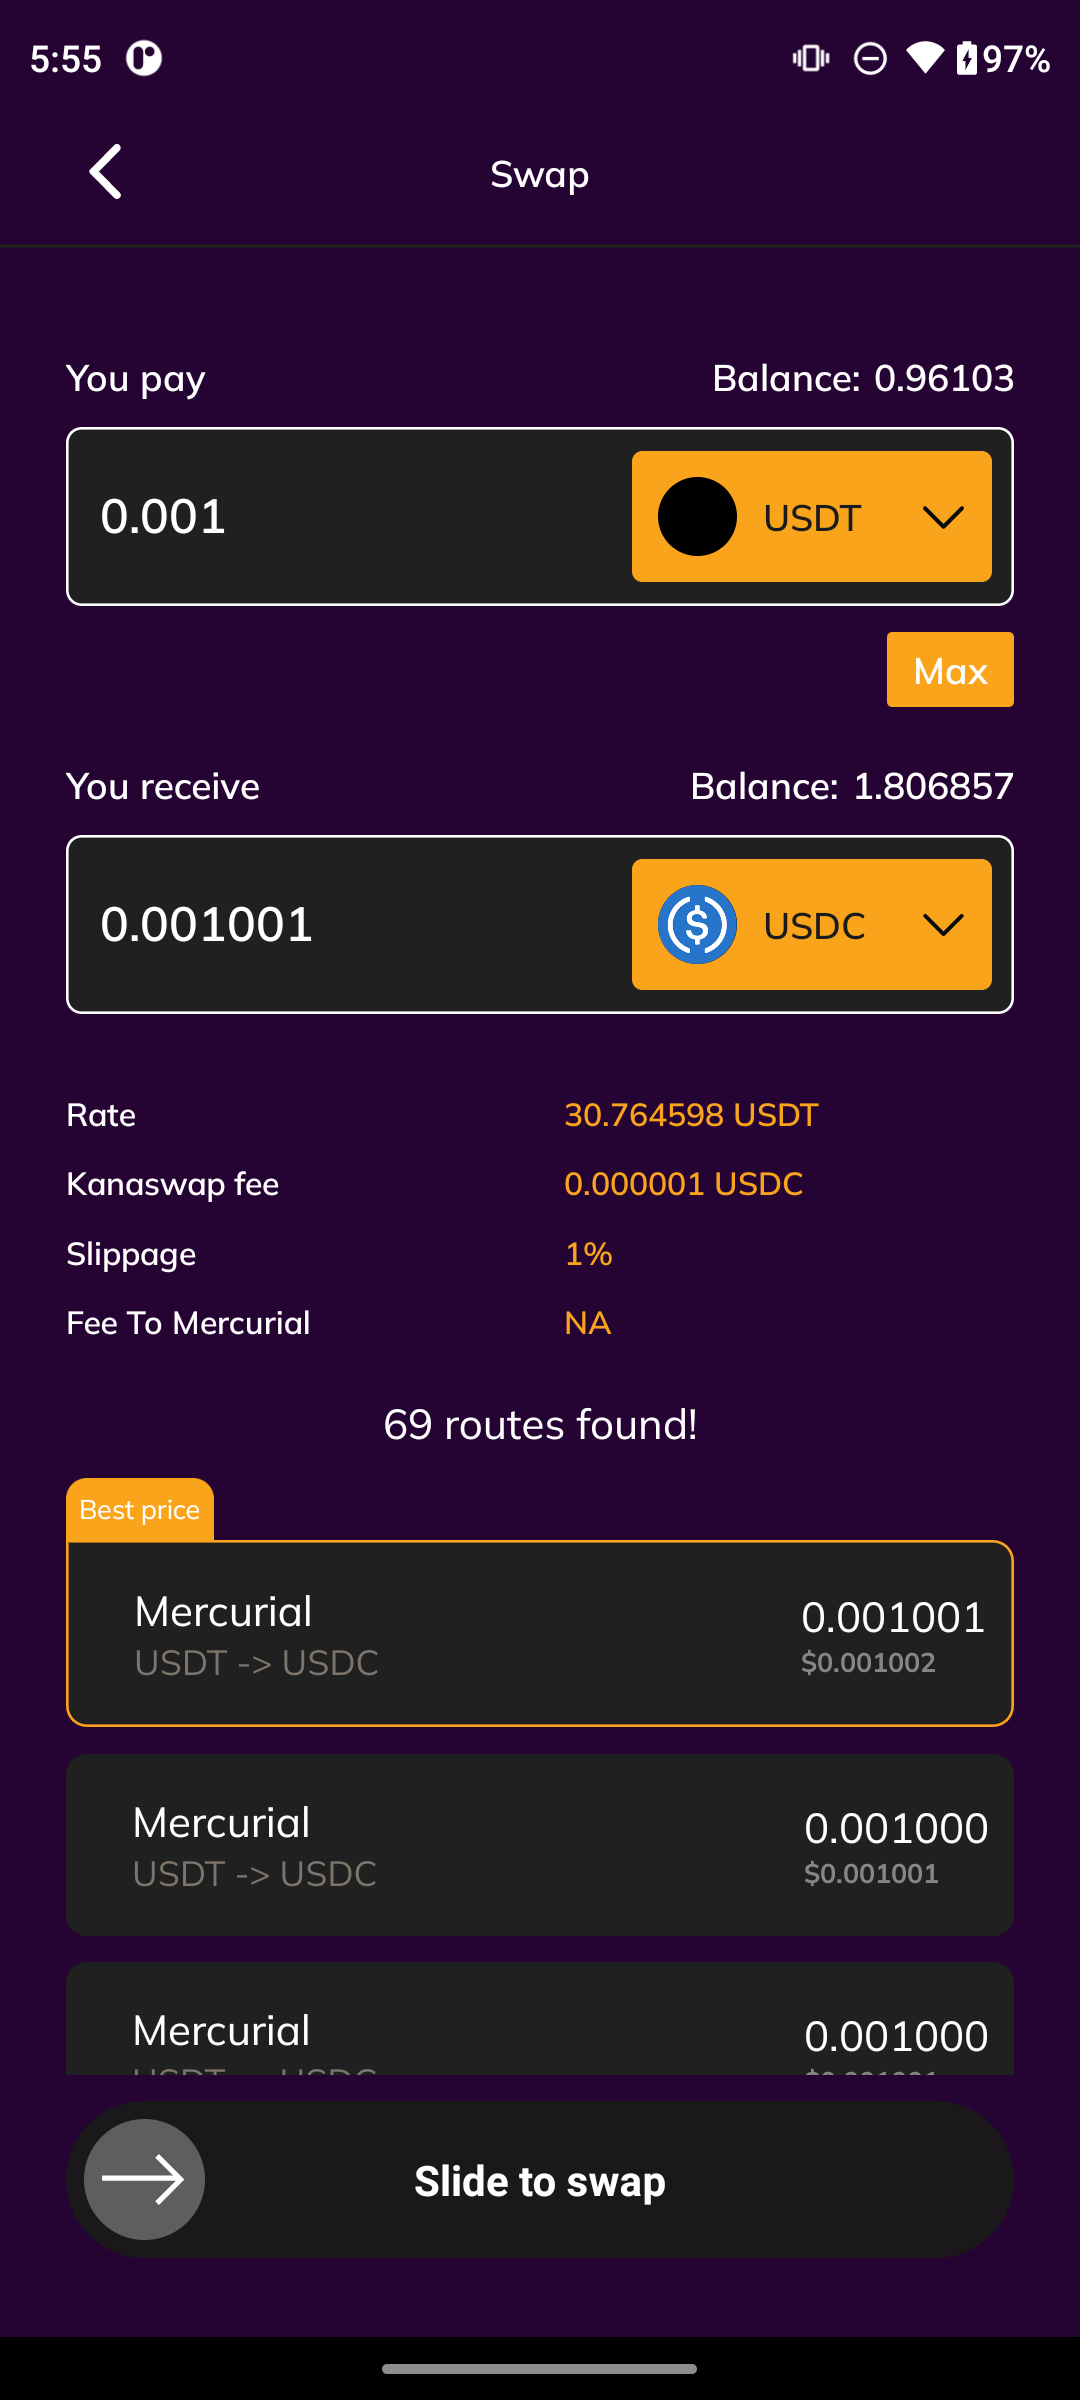 5:55 97%
Swap
You pay Balance: 0.96103
0.001 USDT
Max
You receive Balance: 1.806857
0.001001 USDC
Rate 30.764598 USDT
Kanaswap fee 0.000001 USDC
Slippage 1%
Fee To Mercurial NA
69 routes found!
Best price
Mercurial 0.001001
USDT -> USDC $0.001002
Mercurial 0.001000
USDT -> USDC $0.001001
Mercurial 0.001000
Slide to swap